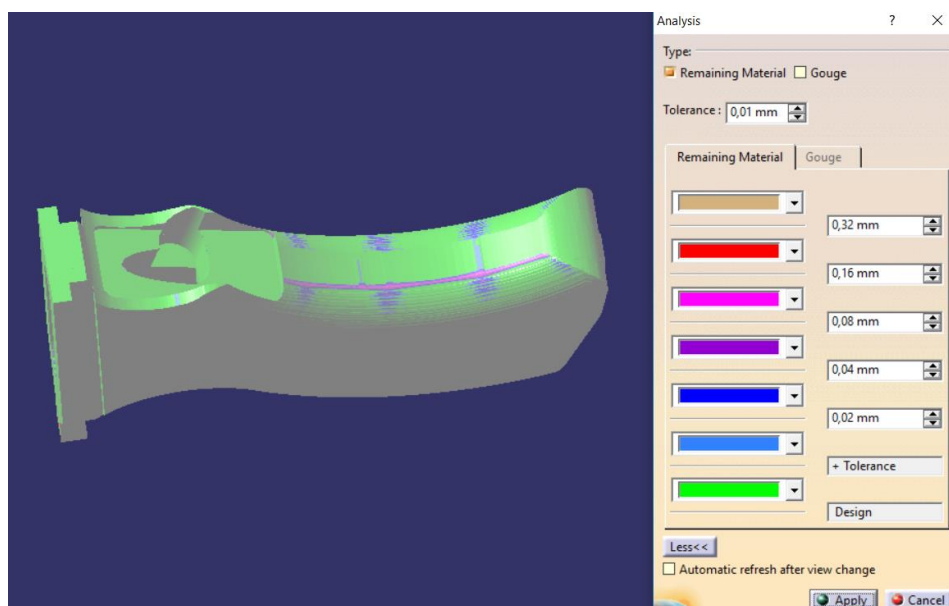 Analysis ? ×
Type:
Remaining Material Gouge
Tolerance : 0,01 mm
Remaining Material Gouge
0,32 mm
0,16 mm
0,08 mm
0,04 mm
0,02 mm
+ Tolerance
Design
Less<<
Automatic refresh after view change
Apply Cancel